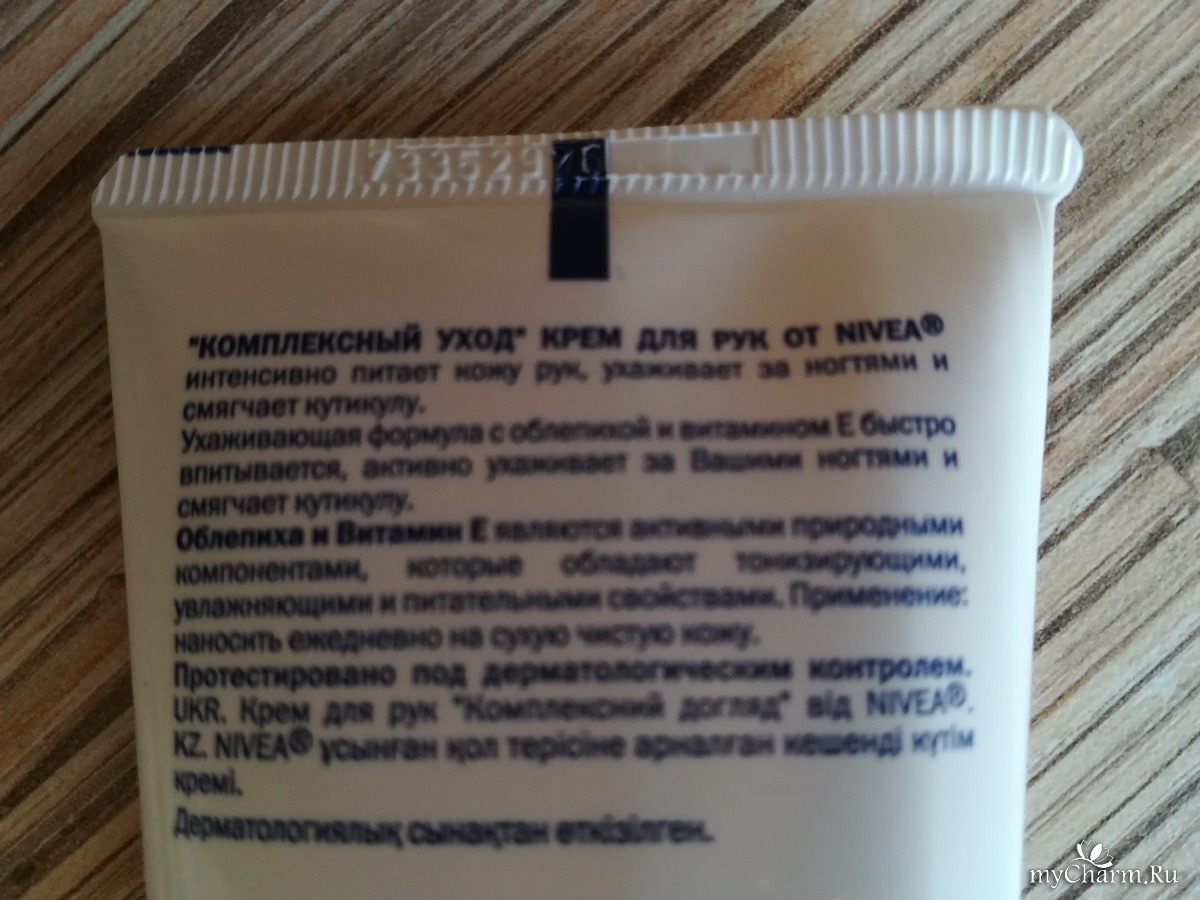 7335297
"КОМПЛЕКСНЫЙ УХОД" КРЕМ ДЛЯ РУК ОТ NIVEA®
интенсивно питает кожу рук, ухаживает за ногтями и
смягчает кутикулу.
Ухаживающая формула с облепихой и витамином Е быстро
впитывается, активно ухаживает за Вашими ногтями и
смягчает кутикулу.
Облепиха и Витамин Е являются активными природными
компонентами, которые обладают тонизирующими,
увлажняющими и питательными свойствами. Применение:
наносить ежедневно на сухую чистую кожу.
Протестировано под дерматологическим контролем.
UKR. Крем для рук "Комплексний догляд" від NIVEA®.
KZ. NIVEA® ұсынған қол терісіне арналған кешенді күтім
кремі.
Дерматологиялық сынақтан өткізілген.
myCharm.Ru